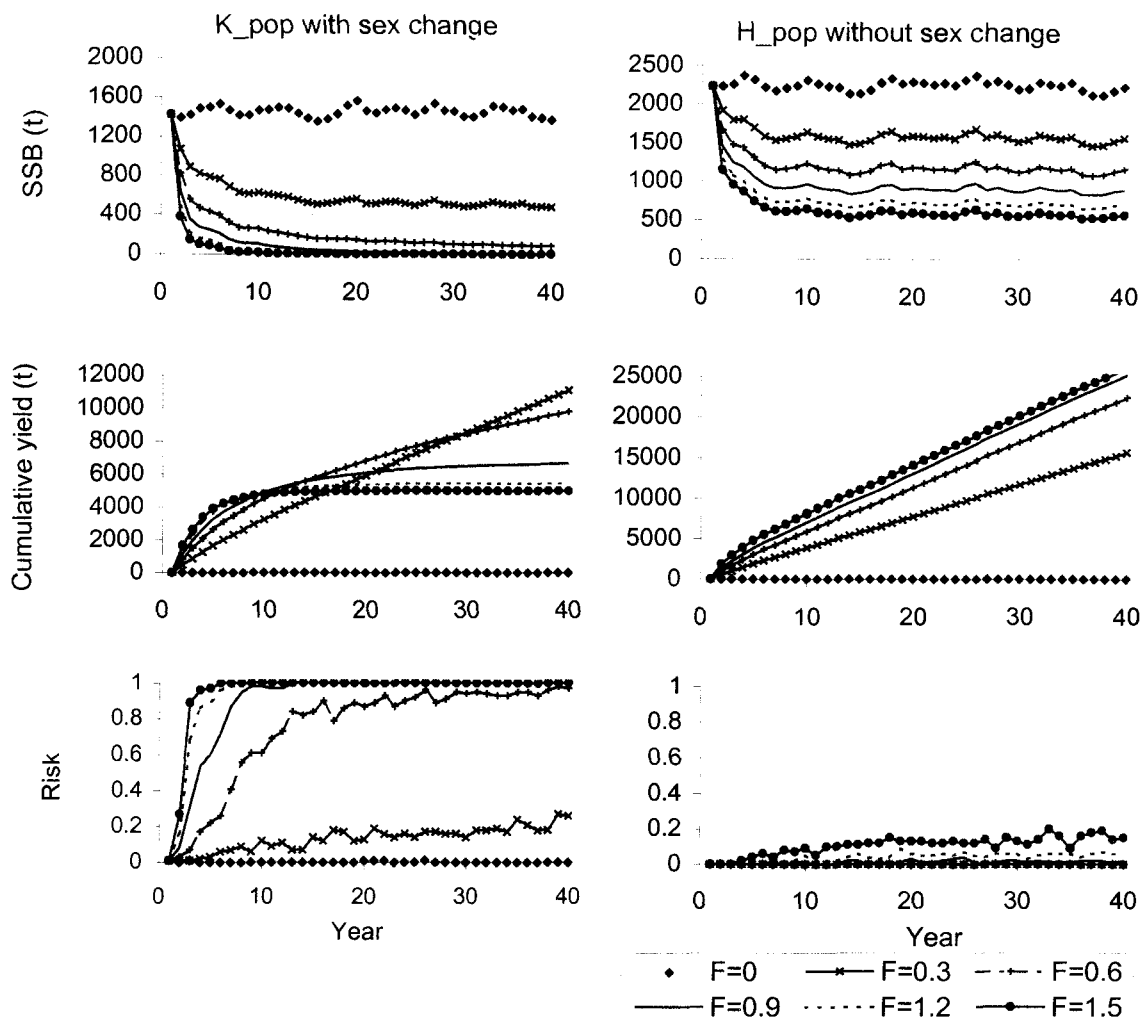 K_pop with sex change
H_pop without sex change
SSB (t)
2000
1600
1200
800
400
0
0 10 20 30 40
2500
2000
1500
1000
500
0
0 10 20 30 40
Cumulative yield (t)
12000
10000
8000
6000
4000
2000
0
0 10 20 30 40
25000
20000
15000
10000
5000
0
0 10 20 30 40
Risk
1
0.8
0.6
0.4
0.2
0
0 10 20 30 40
Year
1
0.8
0.6
0.4
0.2
0
0 10 20 30 40
Year
F=0 F=0.3 F=0.6
F=0.9 F=1.2 F=1.5